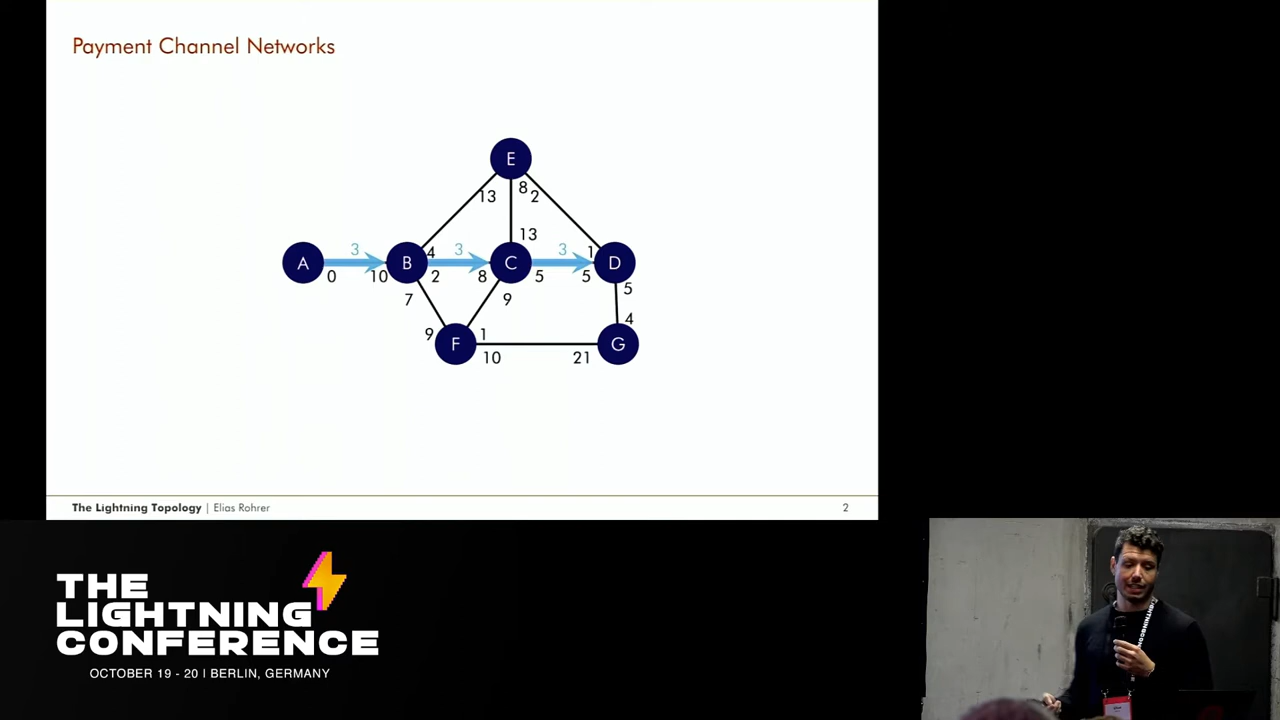 Payment Channel Networks
E
13
8
2
13
3
3
3
A
0
10
B
4
2
8
C
5
1
5
D
7
9
5
9
F
1
10
21
4
G
The Lightning Topology | Elias Rohrer
2
THE
LIGHTNING
CONFERENCE
OCTOBER 19 - 20 | BERLIN, GERMANY